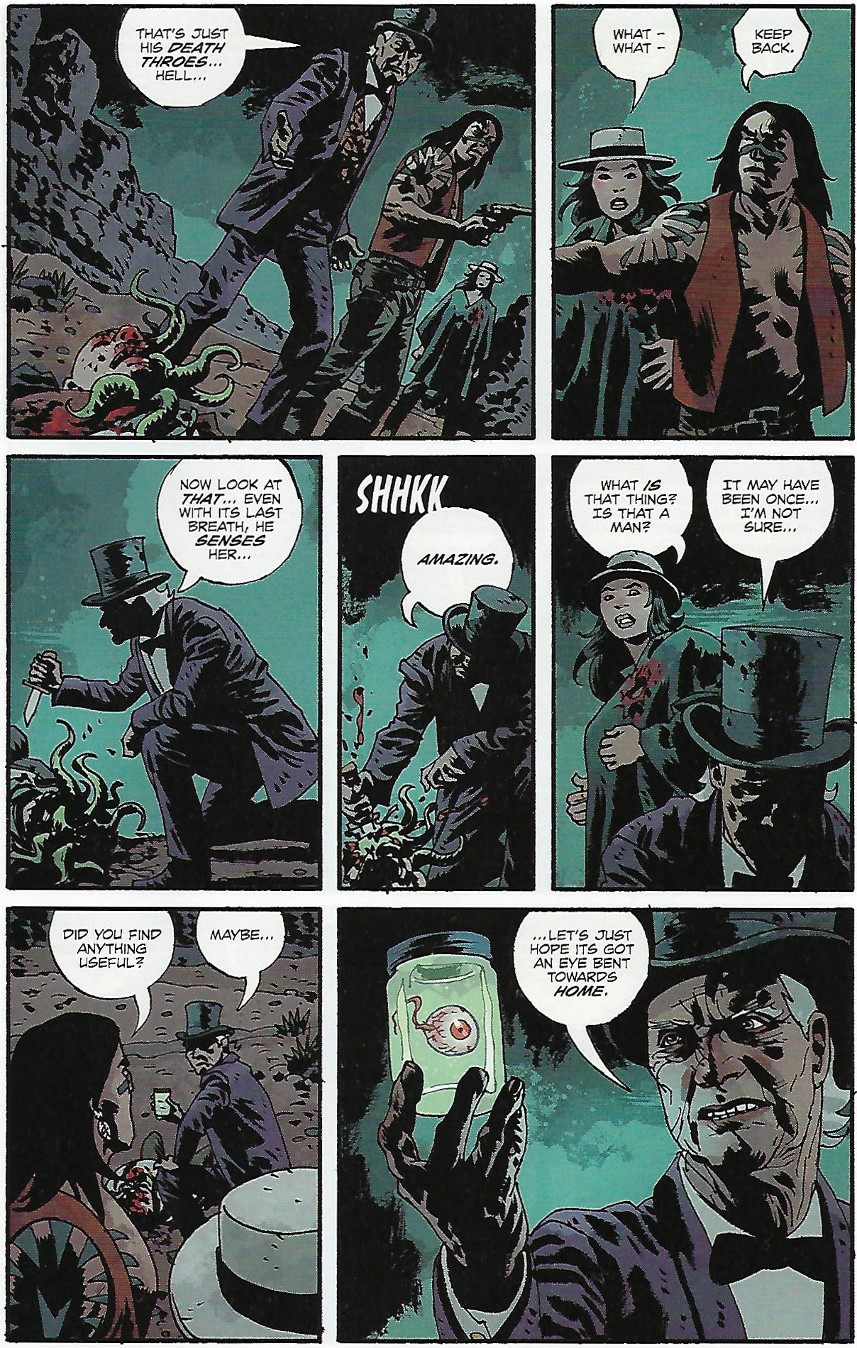 THAT'S JUST
HIS DEATH
THROES...
HELL...
WHAT –
WHAT –
KEEP
BACK.
NOW LOOK AT
THAT... EVEN
WITH ITS LAST
BREATH, HE
SENSES
HER...
SHHKK
AMAZING.
WHAT IS
THAT THING?
IS THAT A
MAN?
IT MAY HAVE
BEEN ONCE...
I'M NOT
SURE...
DID YOU FIND
ANYTHING
USEFUL?
MAYBE...
...LET'S JUST
HOPE ITS GOT
AN EYE BENT
TOWARDS
HOME.